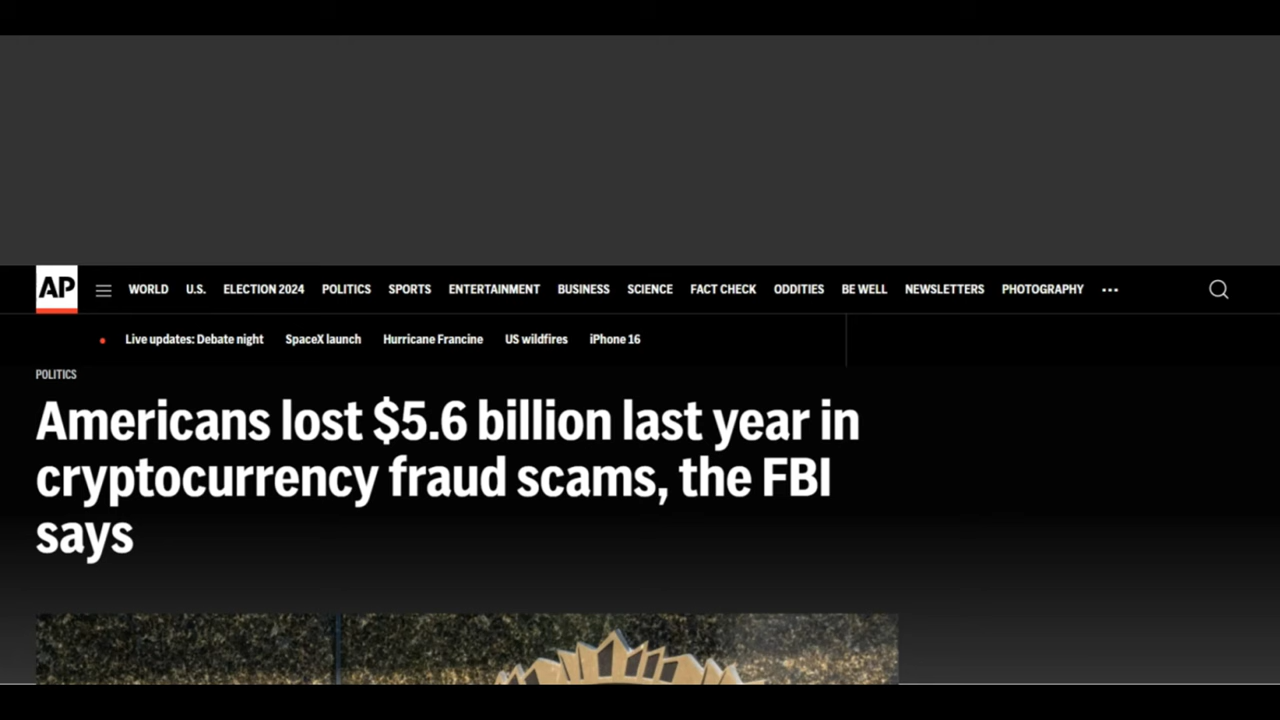 AP WORLD U.S. ELECTION 2024 POLITICS SPORTS ENTERTAINMENT BUSINESS SCIENCE FACT CHECK ODDITIES BE WELL NEWSLETTERS PHOTOGRAPHY
Live updates: Debate night SpaceX launch Hurricane Francine US wildfires iPhone 16
POLITICS
Americans lost $5.6 billion last year in
cryptocurrency fraud scams, the FBI
says